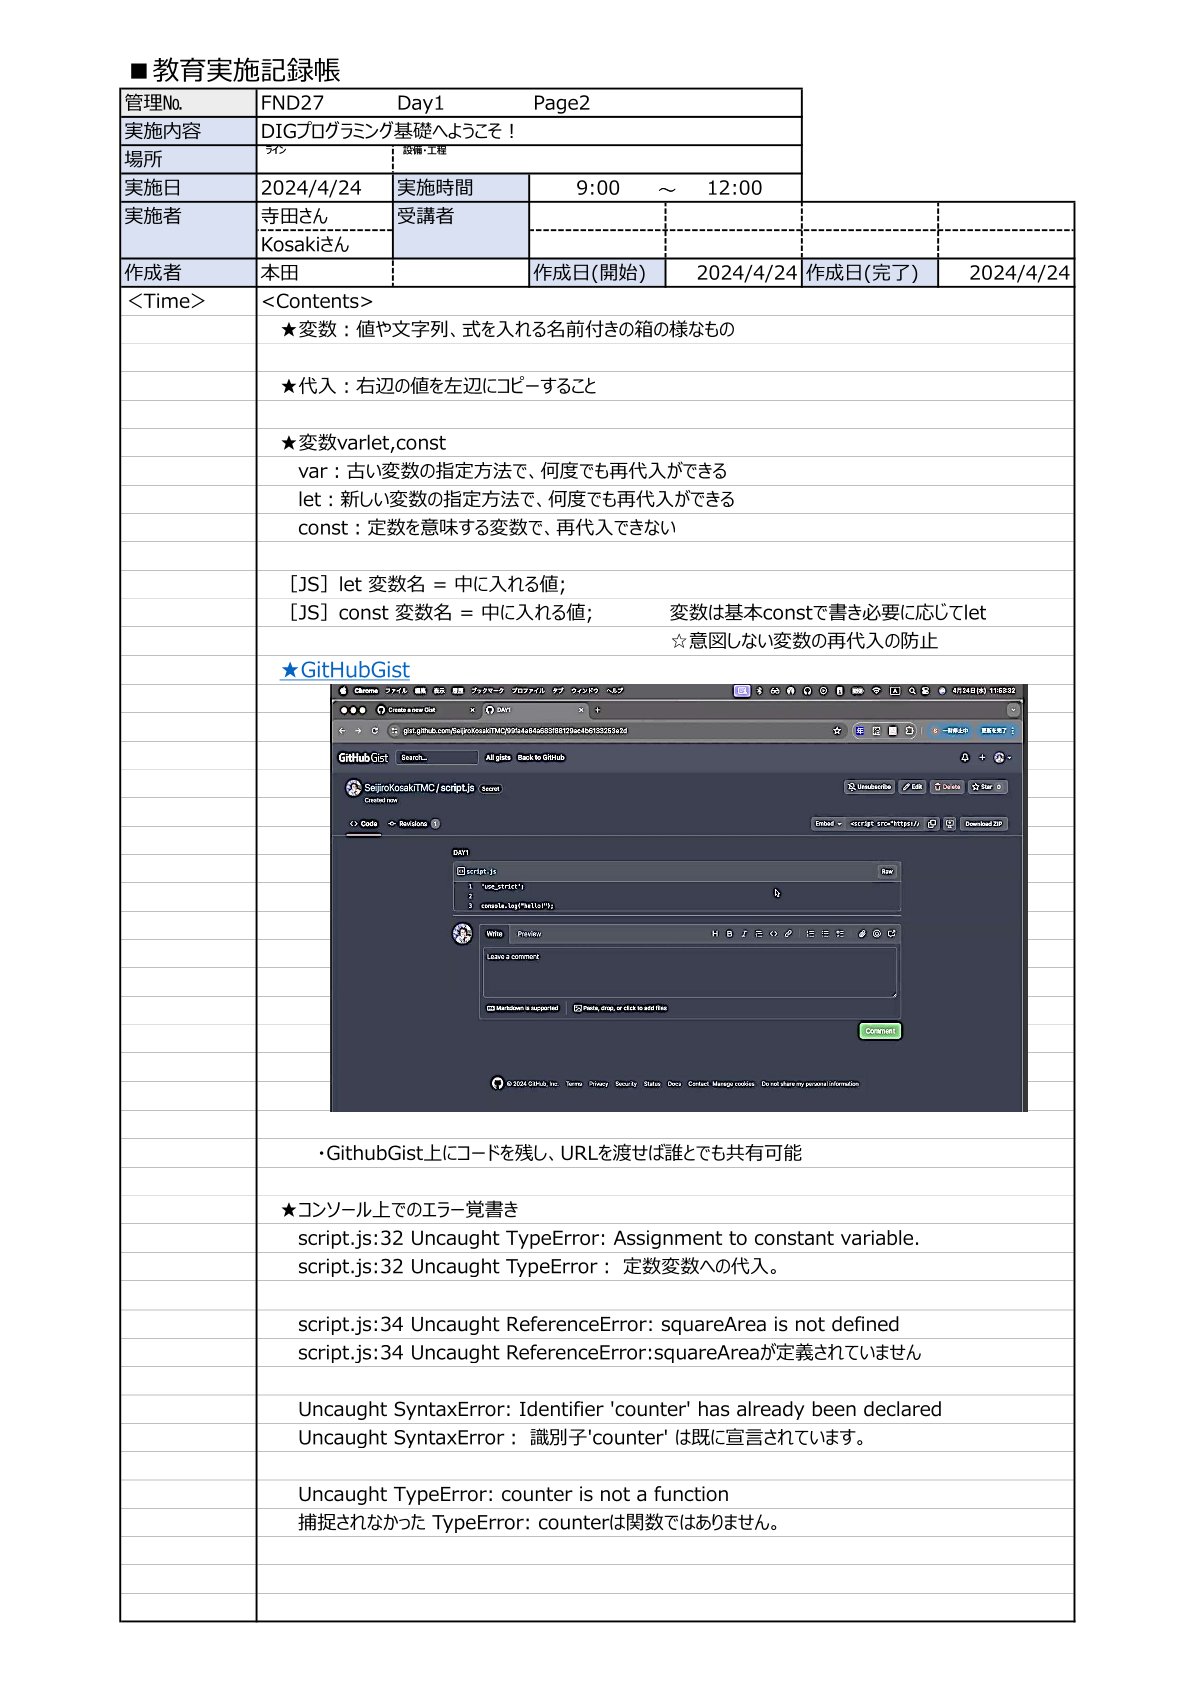 ■教育実施記録帳
管理No. FND27 Day1 Page2
実施内容 DIGプログラミング基礎へようこそ！
場所 ライン 設備・工程
実施日 2024/4/24 実施時間 9:00 ～ 12:00
実施者 寺田さん 受講者
Kosakiさん
作成者 本田 作成日(開始) 2024/4/24 作成日(完了) 2024/4/24
＜Time＞ <Contents>
★変数：値や文字列、式を入れる名前付きの箱の様なもの
★代入：右辺の値を左辺にコピーすること
★変数varlet,const
var：古い変数の指定方法で、何度でも再代入ができる
let：新しい変数の指定方法で、何度でも再代入ができる
const：定数を意味する変数で、再代入できない
［JS］let 変数名 = 中に入れる値;
［JS］const 変数名 = 中に入れる値; 変数は基本constで書き必要に応じてlet
☆意図しない変数の再代入の防止
★GitHubGist
Chrome ファイル 編集 表示 履歴 ブックマーク プロファイル タブ ウィンドウ ヘルプ 4月24日(水) 11:53:32
Create a new Gist DAY1
GitHubGist Search... All gists Back to GitHub
SeijiroKosakiTMC / script.js Secret
Created now
Unsubscribe Edit Delete Star 0
Code Revisions 1
Embed <script src="https:// Download ZIP
DAY1
script.js Raw
1 'use_strict';
2
3 console.log("hello!");
Write Preview
Leave a comment
Markdown is supported Paste, drop, or click to add files
Comment
© 2024 GitHub, Inc. Terms Privacy Security Status Docs Contact Manage cookies Do not share my personal information
・GithubGist上にコードを残し、URLを渡せば誰とでも共有可能
★コンソール上でのエラー覚書き
script.js:32 Uncaught TypeError: Assignment to constant variable.
script.js:32 Uncaught TypeError： 定数変数への代入。
script.js:34 Uncaught ReferenceError: squareArea is not defined
script.js:34 Uncaught ReferenceError:squareAreaが定義されていません
Uncaught SyntaxError: Identifier 'counter' has already been declared
Uncaught SyntaxError： 識別子'counter' は既に宣言されています。
Uncaught TypeError: counter is not a function
捕捉されなかった TypeError: counterは関数ではありません。